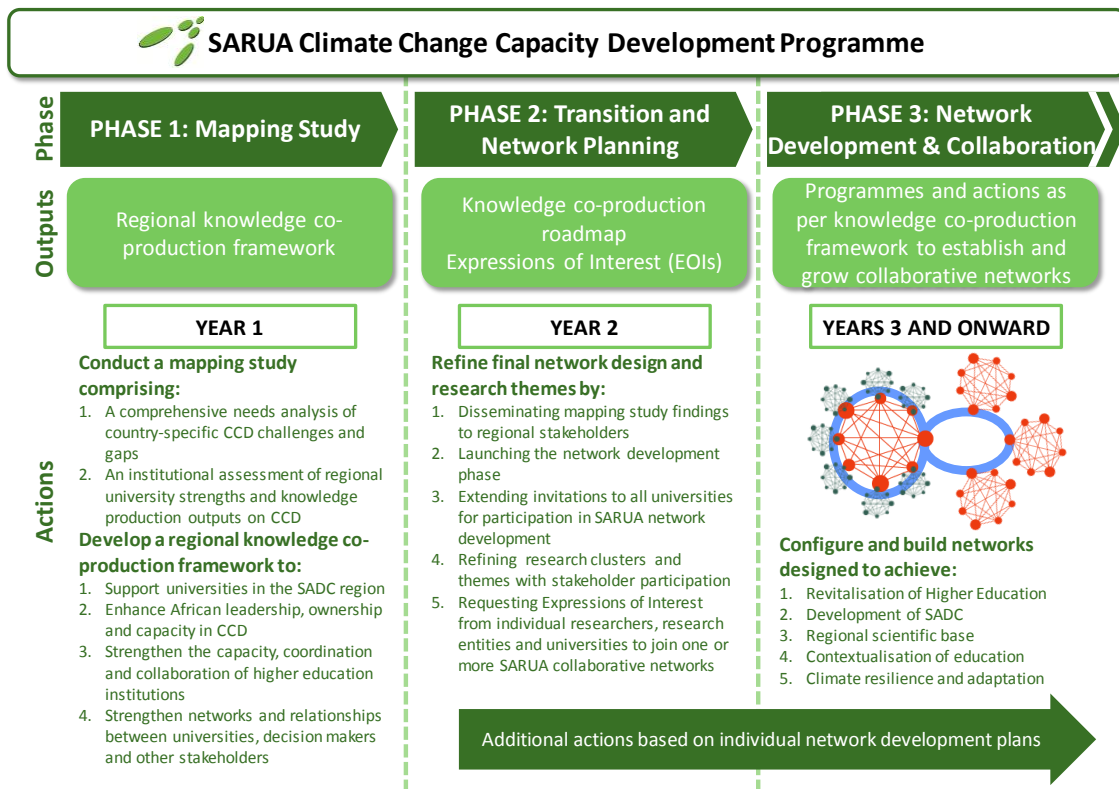 SARUA Climate Change Capacity Development Programme
Phase
PHASE 1: Mapping Study
PHASE 2: Transition and
Network Planning
PHASE 3: Network
Development & Collaboration
Outputs
Regional knowledge co-
production framework
Knowledge co-production
roadmap
Expressions of Interest (EOIs)
Programmes and actions as
per knowledge co-production
framework to establish and
grow collaborative networks
Actions
YEAR 1
Conduct a mapping study
comprising:
1. A comprehensive needs analysis of
country-specific CCD challenges and
gaps
2. An institutional assessment of regional
university strengths and knowledge
production outputs on CCD
Develop a regional knowledge co-
production framework to:
1. Support universities in the SADC region
2. Enhance African leadership, ownership
and capacity in CCD
3. Strengthen the capacity, coordination
and collaboration of higher education
institutions
4. Strengthen networks and relationships
between universities, decision makers
and other stakeholders
YEAR 2
Refine final network design and
research themes by:
1. Disseminating mapping study findings
to regional stakeholders
2. Launching the network development
phase
3. Extending invitations to all universities
for participation in SARUA network
development
4. Refining research clusters and
themes with stakeholder participation
5. Requesting Expressions of Interest
from individual researchers, research
entities and universities to join one or
more SARUA collaborative networks
YEARS 3 AND ONWARD
Configure and build networks
designed to achieve:
1. Revitalisation of Higher Education
2. Development of SADC
3. Regional scientific base
4. Contextualisation of education
5. Climate resilience and adaptation
Additional actions based on individual network development plans